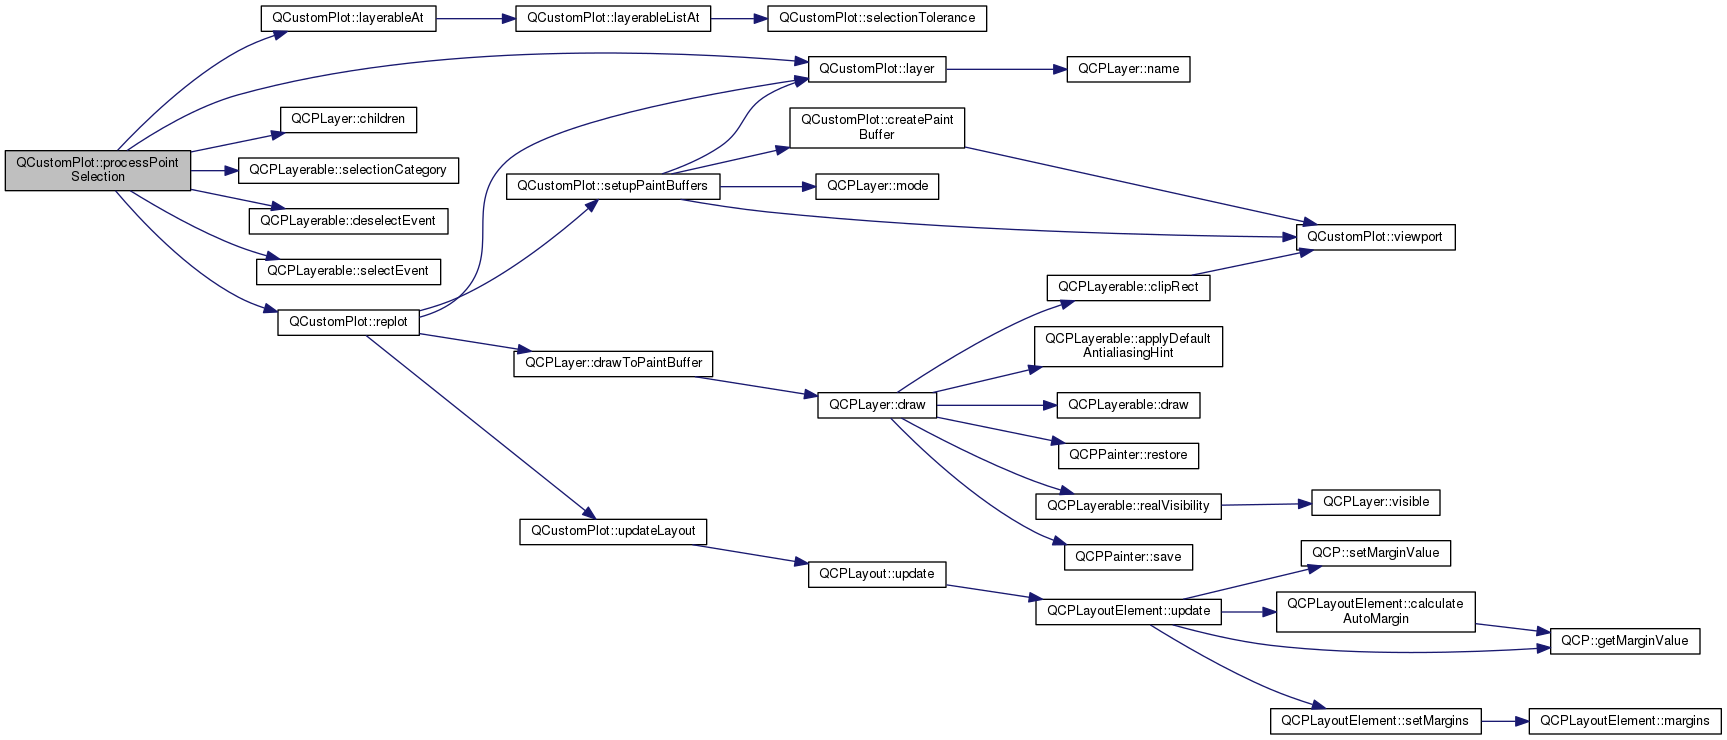 QCustomPlot::layerableAt
QCustomPlot::layerableListAt
QCustomPlot::selectionTolerance
QCustomPlot::layer
QCPLayer::name
QCPLayer::children
QCustomPlot::createPaint
Buffer
QCustomPlot::processPoint
Selection
QCPLayerable::selectionCategory
QCustomPlot::setupPaintBuffers
QCPLayer::mode
QCPLayerable::deselectEvent
QCustomPlot::viewport
QCPLayerable::selectEvent
QCPLayerable::clipRect
QCustomPlot::replot
QCPLayerable::applyDefault
AntialiasingHint
QCPLayer::drawToPaintBuffer
QCPLayer::draw
QCPLayerable::draw
QCPPainter::restore
QCPLayerable::realVisibility
QCPLayer::visible
QCustomPlot::updateLayout
QCPPainter::save
QCP::setMarginValue
QCPLayout::update
QCPLayoutElement::update
QCPLayoutElement::calculate
AutoMargin
QCP::getMarginValue
QCPLayoutElement::setMargins
QCPLayoutElement::margins